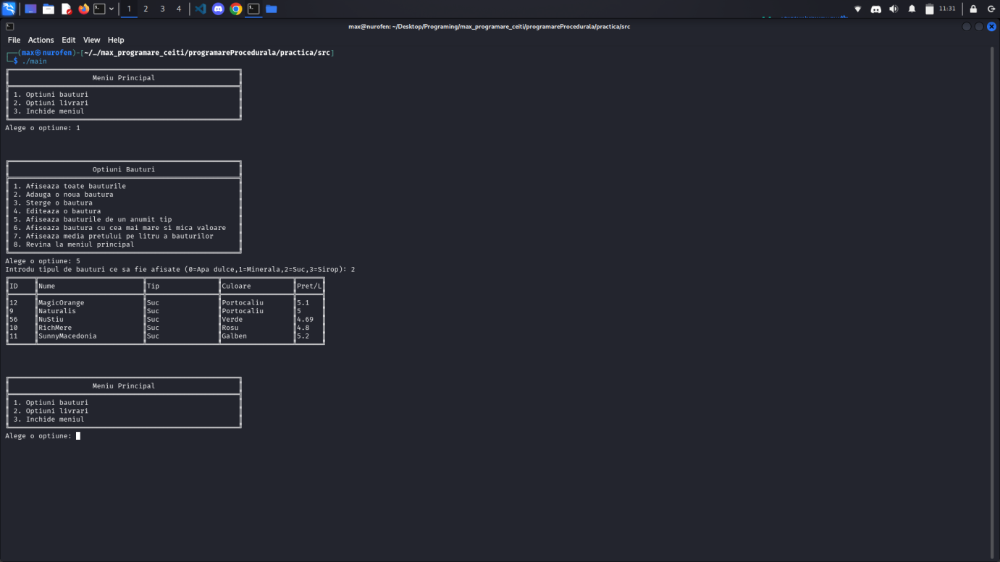 1 2 3 4 11:31
max@nurofen: ~/Desktop/Programing/max_programare_ceiti/programareProcedurala/practica/src
File Actions Edit View Help
┌──(max㉿nurofen)-[~/…/max_programare_ceiti/programareProcedurala/practica/src]
└─$ ./main
Meniu Principal
1. Optiuni bauturi
2. Optiuni livrari
3. Inchide meniul
Alege o optiune: 1
Optiuni Bauturi
1. Afiseaza toate bauturile
2. Adauga o noua bautura
3. Sterge o bautura
4. Editeaza o bautura
5. Afiseaza bauturile de un anumit tip
6. Afiseaza bautura cu cea mai mare si mica valoare
7. Afiseaza media pretului pe litru a bauturilor
8. Revina la meniul principal
Alege o optiune: 5
Introdu tipul de bauturi ce sa fie afisate (0=Apa dulce,1=Minerala,2=Suc,3=Sirop): 2
ID Nume Tip Culoare Pret/L
12 MagicOrange Suc Portocaliu 5.1
9 Naturalis Suc Portocaliu 5
56 NuStiu Suc Verde 4.69
10 RichMere Suc Rosu 4.8
11 SunnyMacedonia Suc Galben 5.2
Meniu Principal
1. Optiuni bauturi
2. Optiuni livrari
3. Inchide meniul
Alege o optiune: